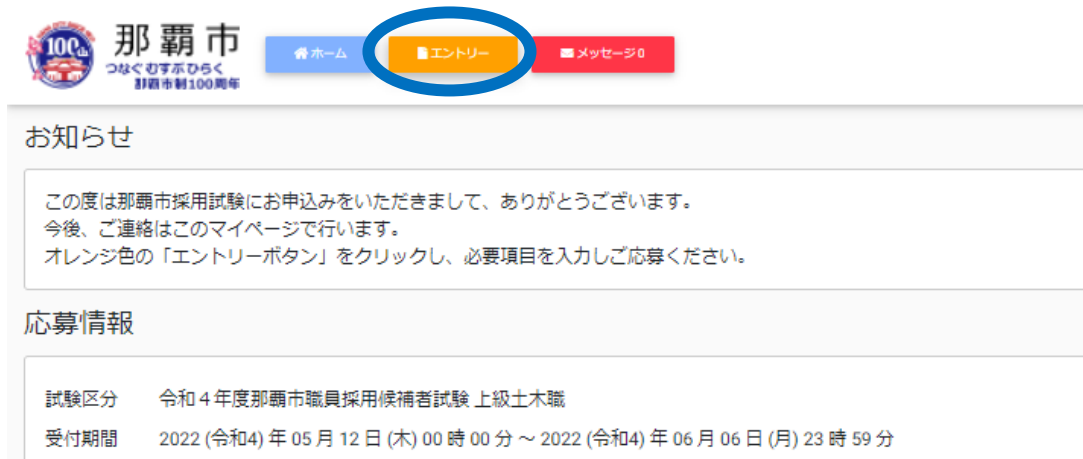 100th
那覇市
つなぐ むすぶ ひらく
那覇市制100周年
ホーム
エントリー
メッセージ 0
お知らせ
この度は那覇市採用試験にお申込みをいただきまして、ありがとうございます。
今後、ご連絡はこのマイページで行います。
オレンジ色の「エントリーボタン」をクリックし、必要項目を入力しご応募ください。
応募情報
試験区分 令和４年度那覇市職員採用候補者試験 上級土木職
受付期間 2022 (令和4) 年 05 月 12 日 (木) 00 時 00 分 ～ 2022 (令和4) 年 06 月 06 日 (月) 23 時 59 分